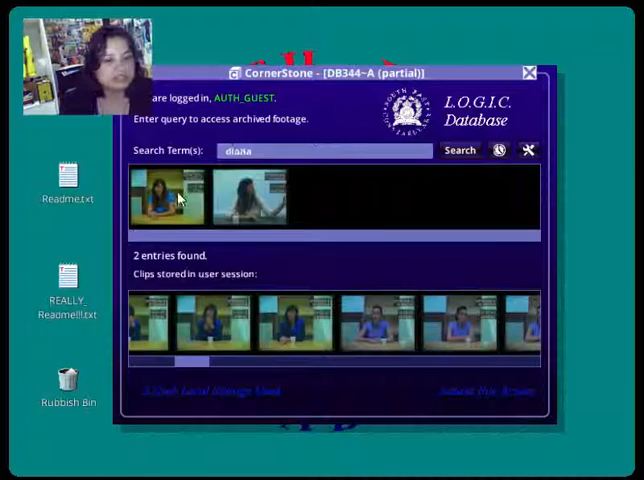 CornerStone - [DB344~A (partial)]
are logged in, AUTH_GUEST.
Enter query to access archived footage.
L.O.G.I.C.
Database
Search Term(s): diana Search
Readme.txt
2 entries found.
Clips stored in user session:
REALLY_
Readme!!!.txt
Rubbish Bin